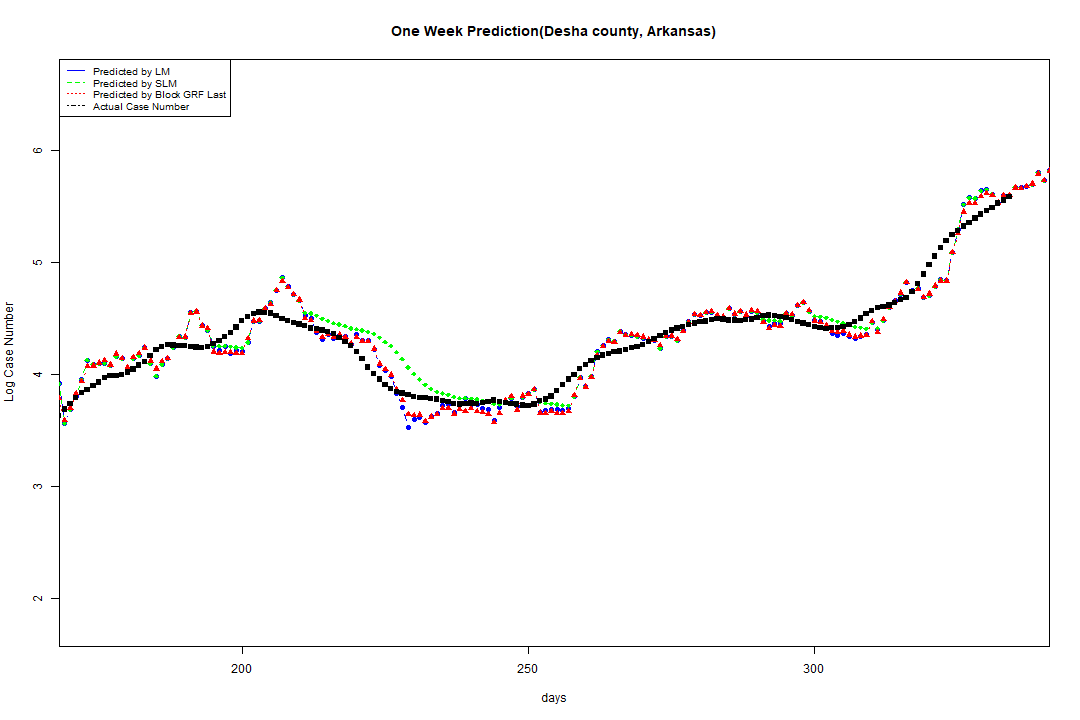 One Week Prediction(Desha county, Arkansas)
Predicted by LM
Predicted by SLM
Predicted by Block GRF Last
Actual Case Number
Log Case Number
6
5
4
3
2
200
250
300
days